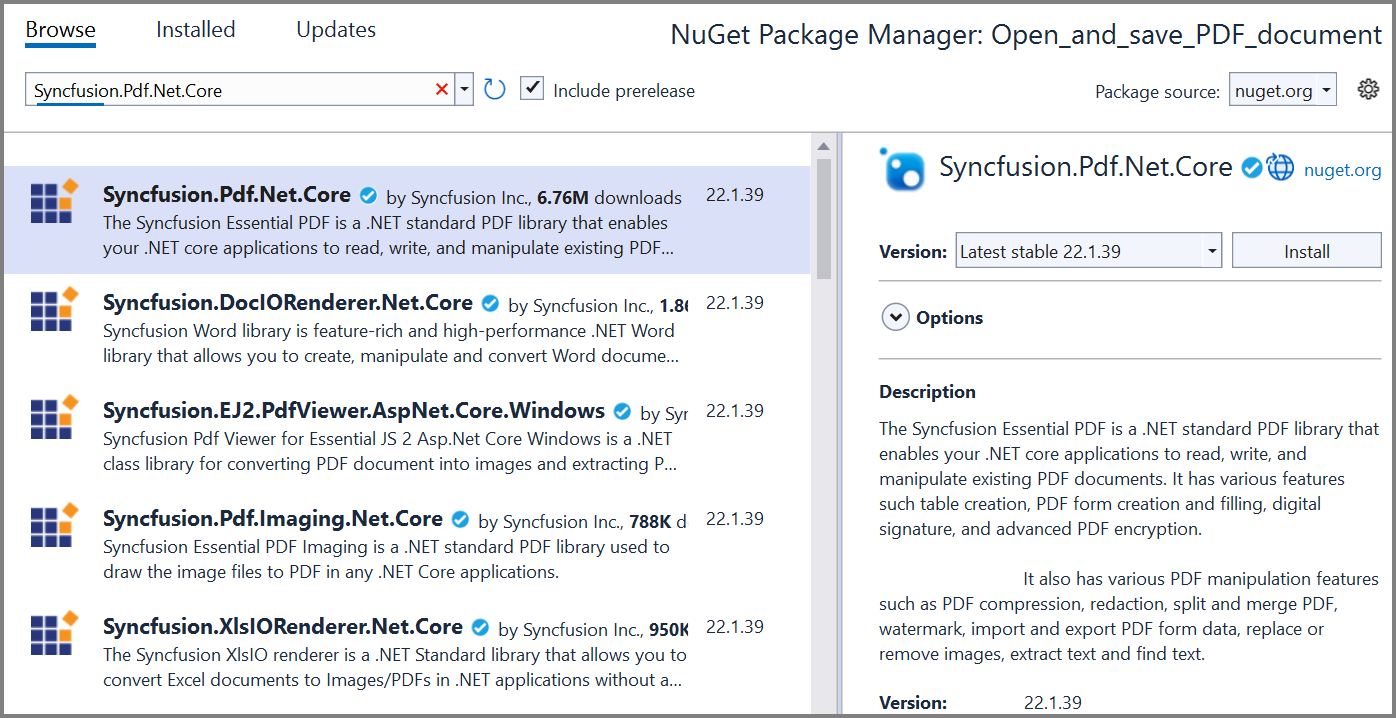 Browse Installed Updates NuGet Package Manager: Open_and_save_PDF_document
Syncfusion.Pdf.Net.Core Include prerelease Package source: nuget.org
Syncfusion.Pdf.Net.Core by Syncfusion Inc., 6.76M downloads 22.1.39
The Syncfusion Essential PDF is a .NET standard PDF library that enables
your .NET core applications to read, write, and manipulate existing PDF...
Syncfusion.DocIORenderer.Net.Core by Syncfusion Inc., 22.1.39
Syncfusion Word library is feature-rich and high-performance .NET Word
library that allows you to create, manipulate and convert Word docume...
Syncfusion.EJ2.PdfViewer.AspNet.Core.Windows by 22.1.39
Syncfusion Pdf Viewer for Essential JS 2 Asp.Net Core Windows is a .NET
class library for converting PDF document into images and extracting P...
Syncfusion.Pdf.Imaging.Net.Core by Syncfusion Inc., 788K d 22.1.39
Syncfusion Essential PDF Imaging is a .NET standard PDF library used to
draw the image files to PDF in any .NET Core applications.
Syncfusion.XlsIORenderer.Net.Core by Syncfusion Inc., 950K 22.1.39
The Syncfusion XlsIO renderer is a .NET Standard library that allows you to
convert Excel documents to Images/PDFs in .NET applications without a...
Syncfusion.Pdf.Net.Core nuget.org
Version: Latest stable 22.1.39 Install
Options
Description
The Syncfusion Essential PDF is a .NET standard PDF library that
enables your .NET core applications to read, write, and
manipulate existing PDF documents. It has various features
such table creation, PDF form creation and filling, digital
signature, and advanced PDF encryption.
It also has various PDF manipulation features
such as PDF compression, redaction, split and merge PDF,
watermark, import and export PDF form data, replace or
remove images, extract text and find text.
Version: 22.1.39